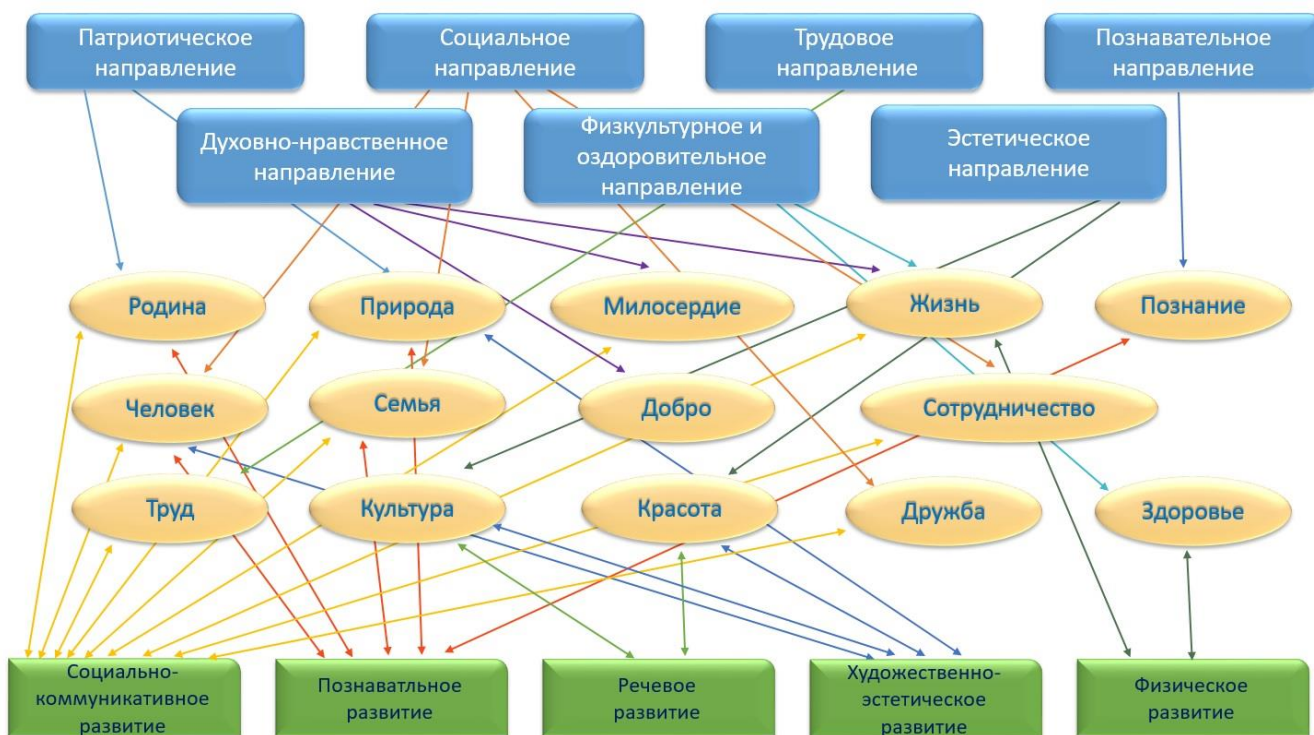 Патриотическое
направление
Социальное
направление
Трудовое
направление
Познавательное
направление
Духовно-нравственное
направление
Физкультурное и
оздоровительное
направление
Эстетическое
направление
Родина
Природа
Милосердие
Жизнь
Познание
Человек
Семья
Добро
Сотрудничество
Труд
Культура
Красота
Дружба
Здоровье
Социально-
коммуникативное
развитие
Познаватльное
развитие
Речевое
развитие
Художественно-
эстетическое
развитие
Физическое
развитие